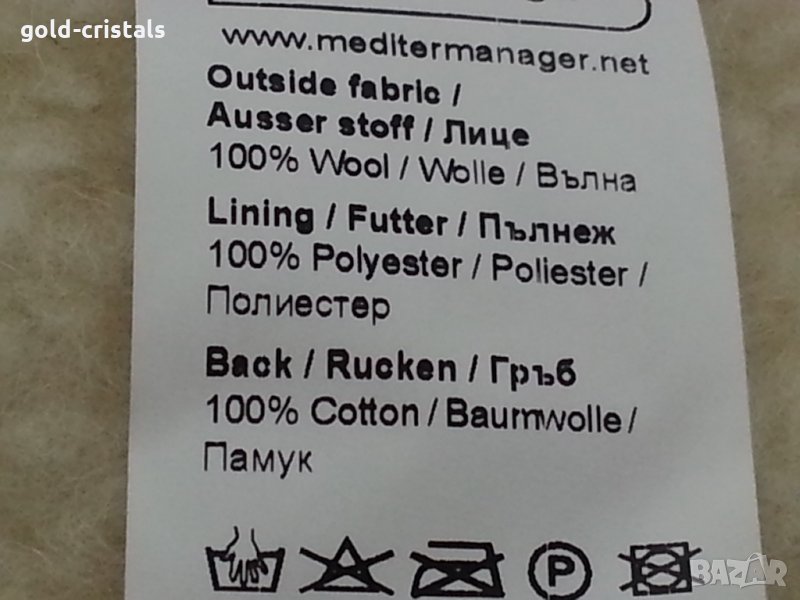 gold-cristals
www.meditermanager.net
Outside fabric /
Ausser stoff / Лице
100% Wool / Wolle / Вълна
Lining / Futter / Пълнеж
100% Polyester / Poliester /
Полиестер
Back / Rucken / Гръб
100% Cotton / Baumwolle /
Памук
P
BAZAR